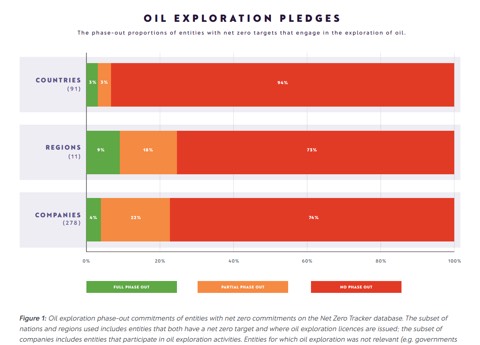 OIL EXPLORATION PLEDGES
The phase-out proportions of entities with net zero targets that engage in the exploration of oil.
COUNTRIES
(91)
3% 3% 94%
REGIONS
(11)
9% 18% 73%
COMPANIES
(278)
4% 22% 74%
0% 20% 40% 60% 80% 100%
FULL PHASE OUT PARTIAL PHASE OUT NO PHASE OUT
Figure 1: Oil exploration phase-out commitments of entities with net zero commitments on the Net Zero Tracker database. The subset of
nations and regions used includes entities that both have a net zero target and where oil exploration licences are issued; the subset of
companies includes entities that participate in oil exploration activities. Entities for which oil exploration was not relevant (e.g. governments